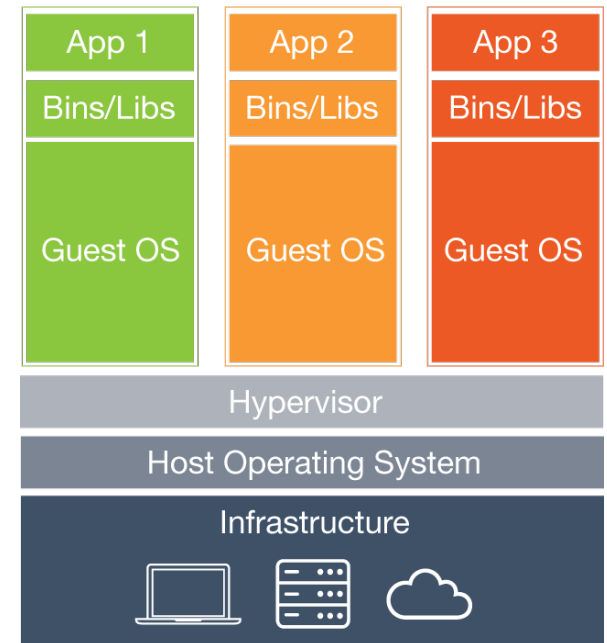 App 1
App 2
App 3
Bins/Libs
Bins/Libs
Bins/Libs
Guest OS
Guest OS
Guest OS
Hypervisor
Host Operating System
Infrastructure